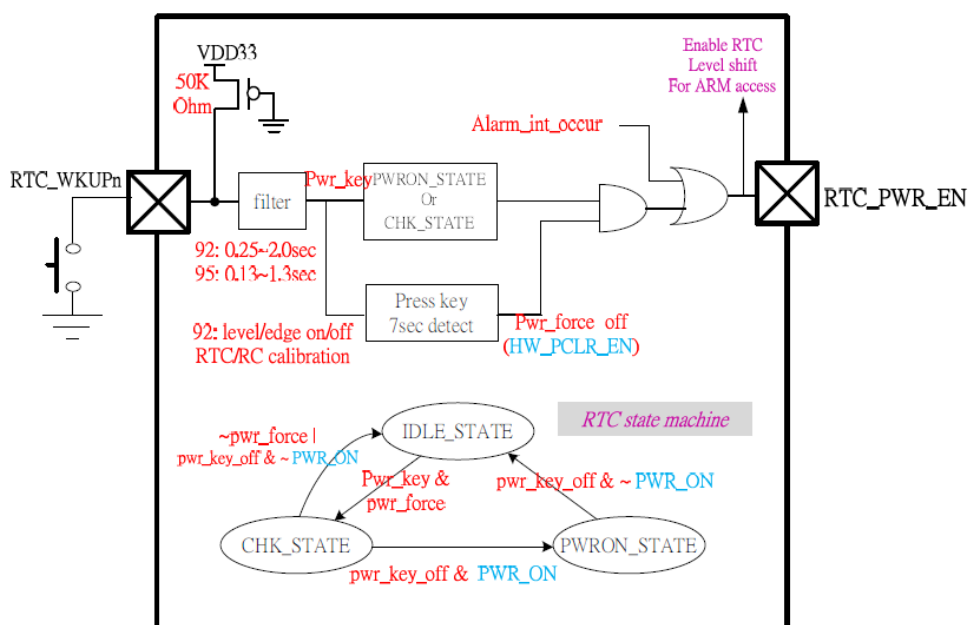 VDD33
50K
Ohm
Enable RTC
Level shift
For ARM access
Alarm_int_occur
RTC_WKUPn
filter
Pwr_key
PWRON_STATE
Or
CHK_STATE
RTC_PWR_EN
92: 0.25~2.0sec
95: 0.13~1.3sec
92: level/edge on/off
RTC/RC calibration
Press key
7sec detect
Pwr_force off
(HW_PCLR_EN)
RTC state machine
IDLE_STATE
~pwr_force |
pwr_key_off & ~ PWR_ON
Pwr_key &
pwr_force
pwr_key_off & ~ PWR_ON
CHK_STATE
PWRON_STATE
pwr_key_off & PWR_ON